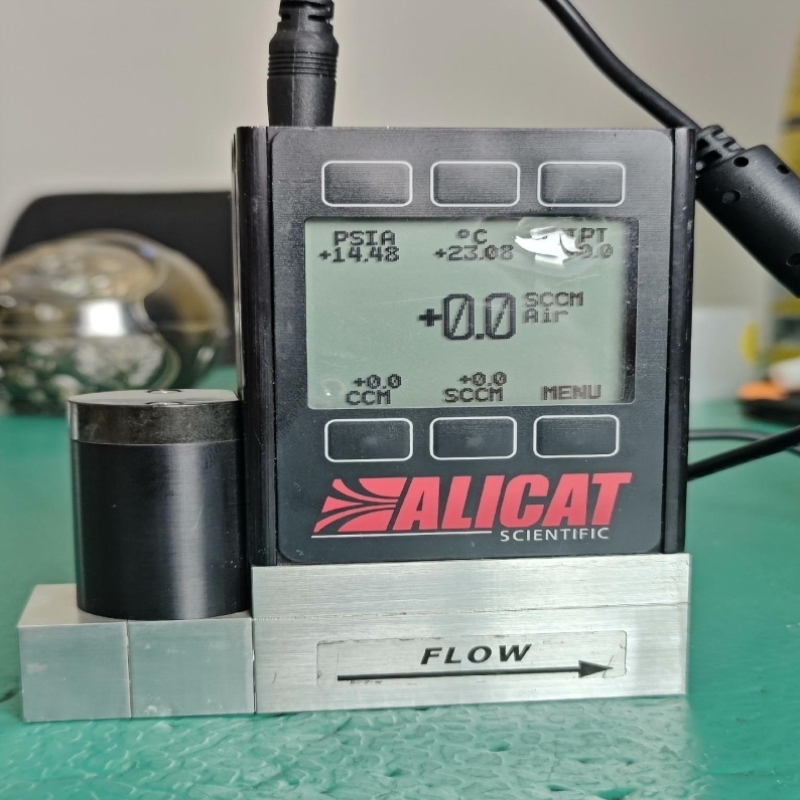 PSIA °C
+14.48 +23.08
+0.0 SCCM
Air
+0.0 +0.0
CCM SCCM MENU
ALICAT
SCIENTIFIC
FLOW